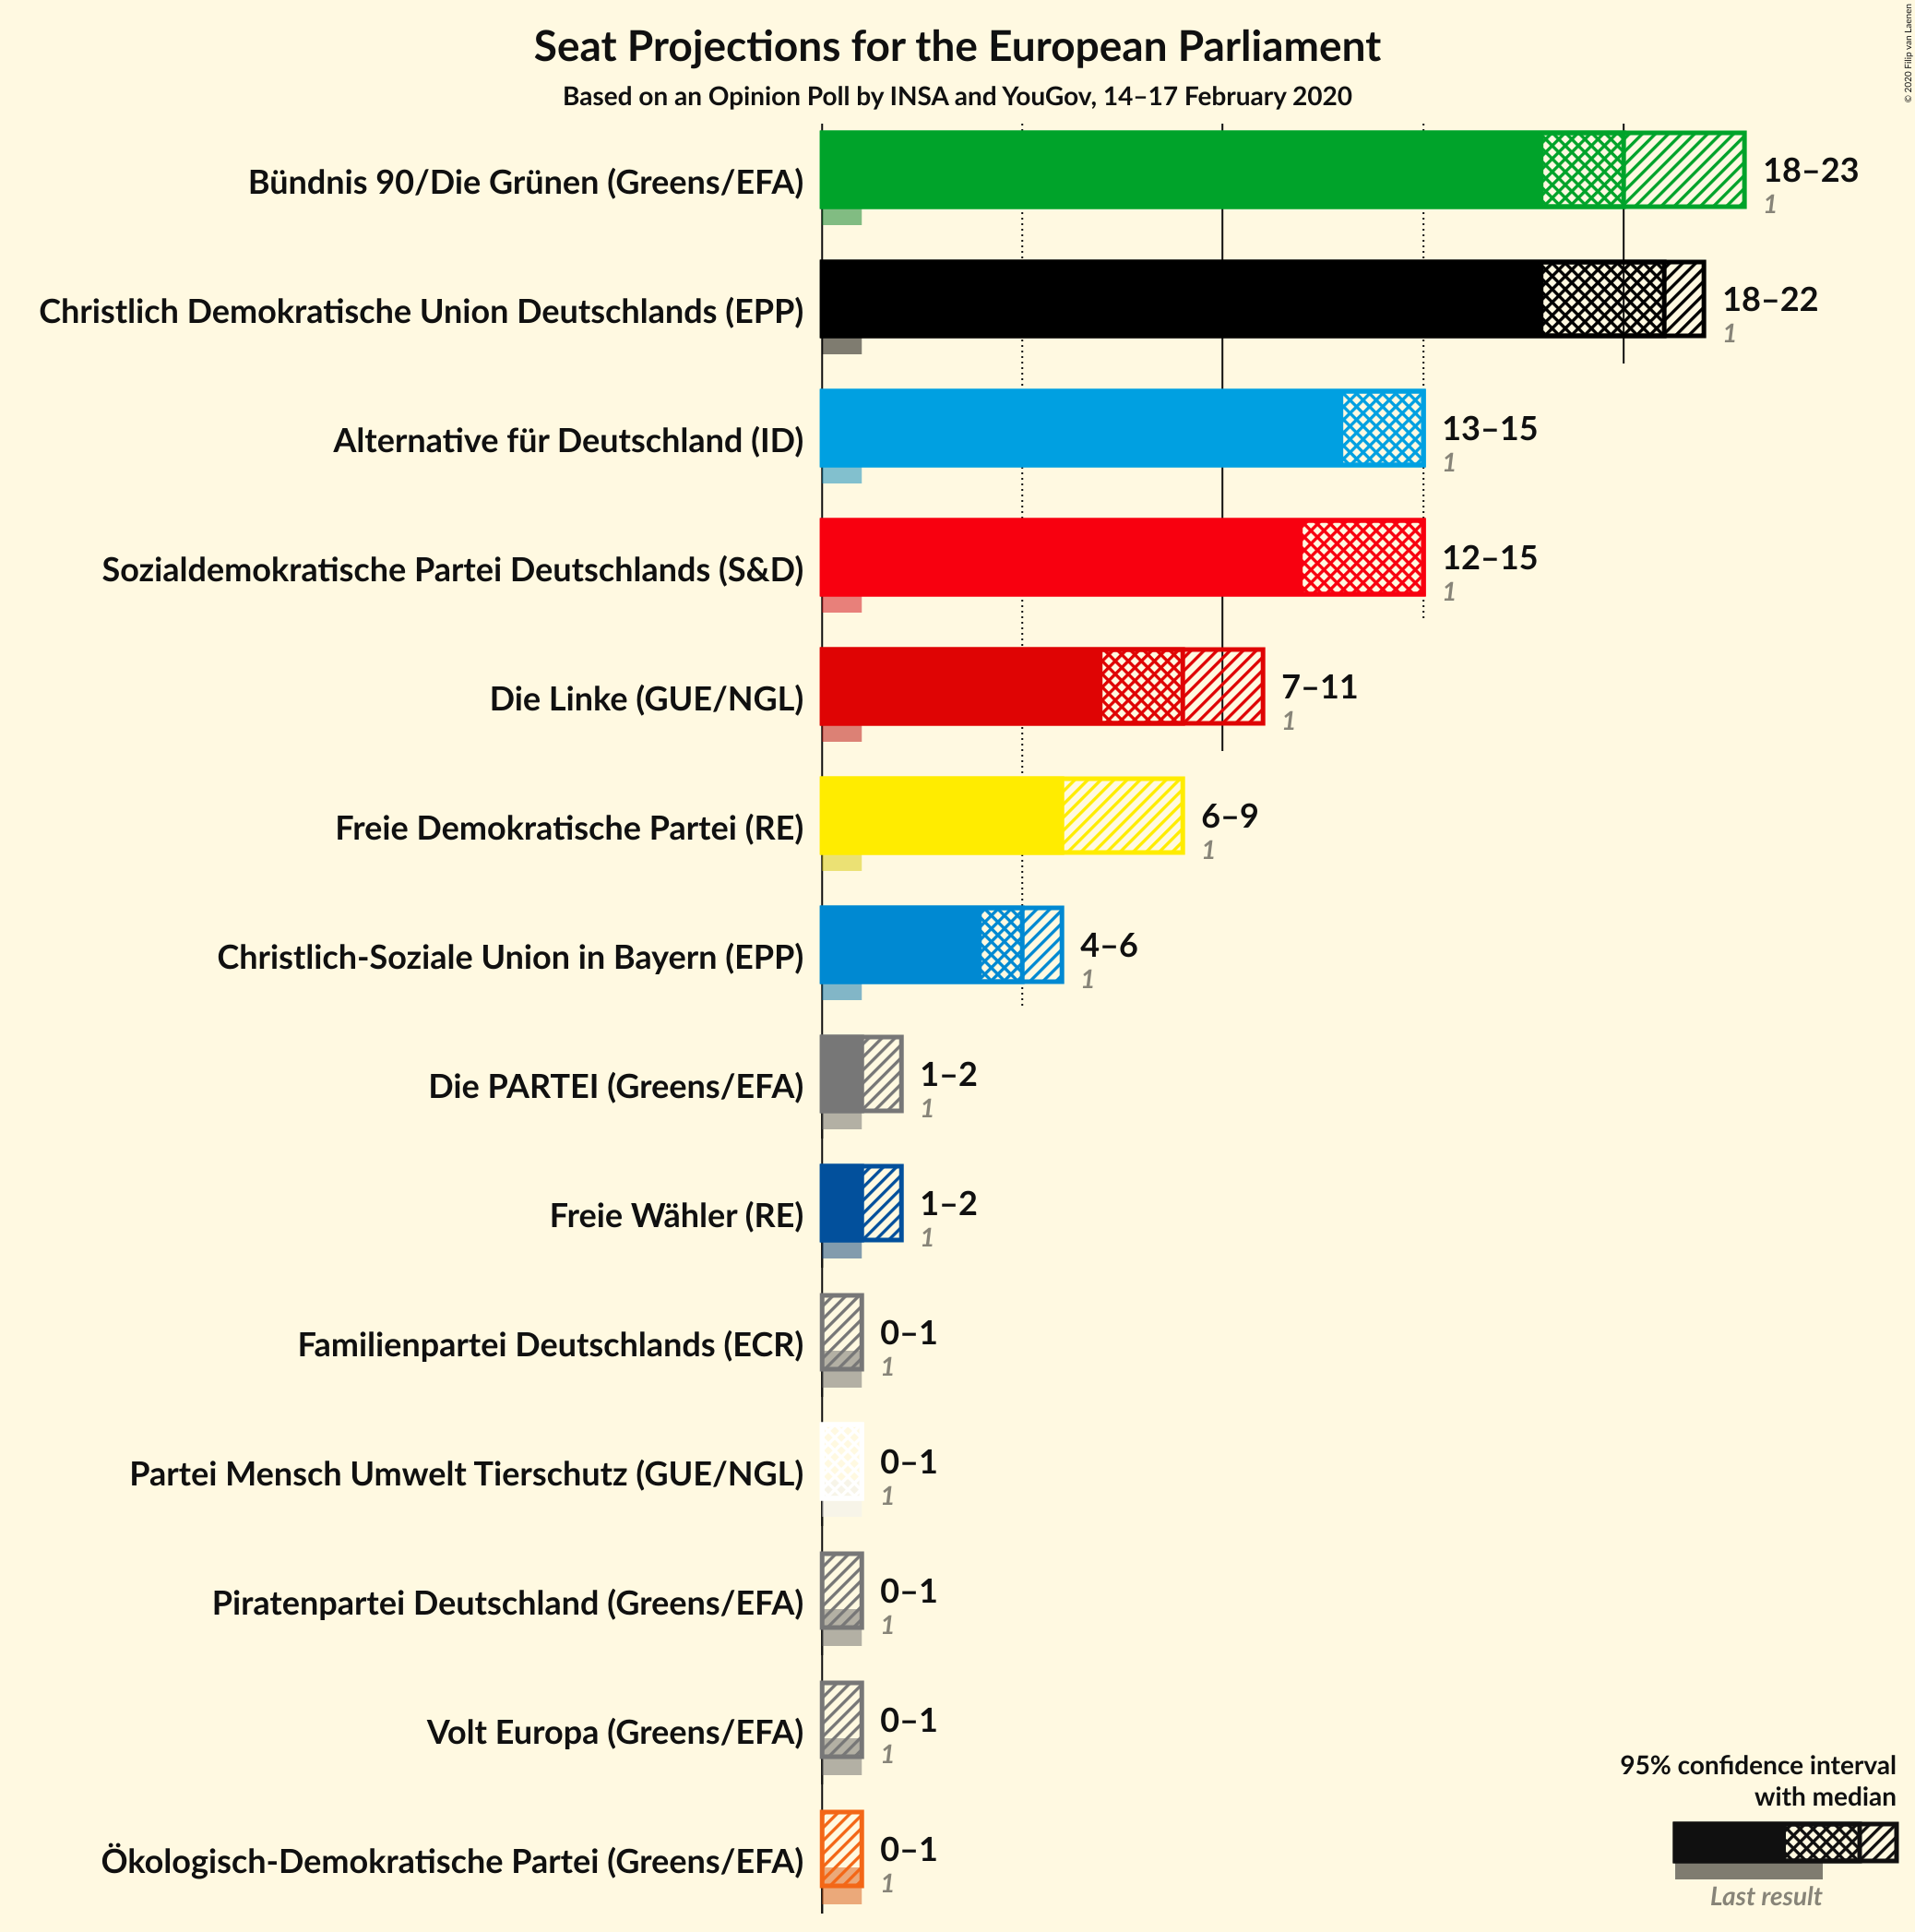 Seat Projections for the European Parliament
Based on an Opinion Poll by INSA and YouGov, 14–17 February 2020
© 2020 Filip van Laenen
Bündnis 90/Die Grünen (Greens/EFA)
18–23
1
Christlich Demokratische Union Deutschlands (EPP)
18–22
1
Alternative für Deutschland (ID)
13–15
1
Sozialdemokratische Partei Deutschlands (S&D)
12–15
1
Die Linke (GUE/NGL)
7–11
1
Freie Demokratische Partei (RE)
6–9
1
Christlich-Soziale Union in Bayern (EPP)
4–6
1
Die PARTEI (Greens/EFA)
1–2
1
Freie Wähler (RE)
1–2
1
Familienpartei Deutschlands (ECR)
0–1
1
Partei Mensch Umwelt Tierschutz (GUE/NGL)
0–1
1
Piratenpartei Deutschland (Greens/EFA)
0–1
1
Volt Europa (Greens/EFA)
0–1
1
Ökologisch-Demokratische Partei (Greens/EFA)
0–1
1
95% confidence interval
with median
Last result